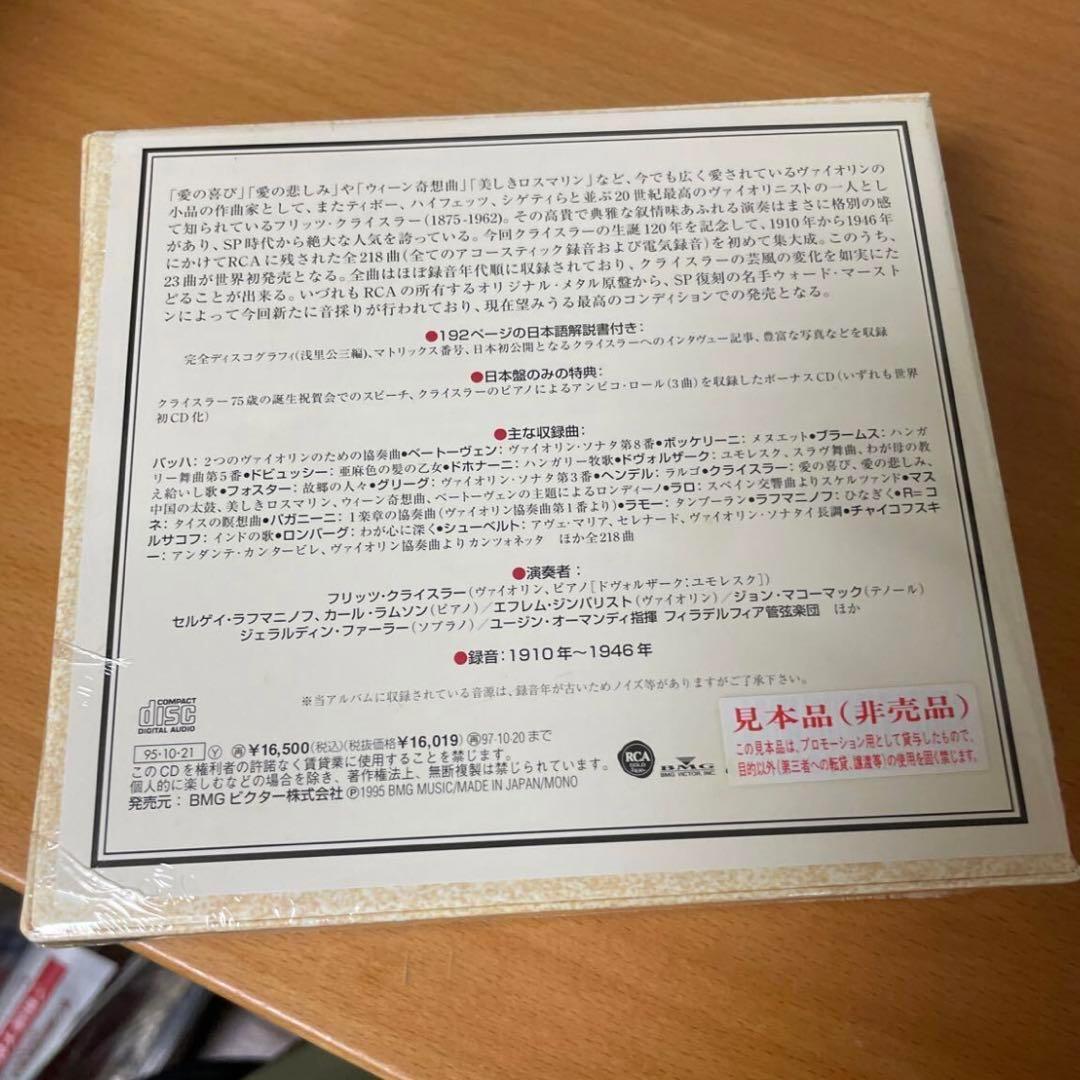 「愛の喜び」「愛の悲しみ」や「ウィーン奇想曲」「美しきロスマリン」など、今でも広く愛されているヴァイオリンの
小品の作曲家として、またティボー、ハイフェッツ、シゲティらと並ぶ20世紀最高のヴァイオリニストの一人とし
て知られているフリッツ・クライスラー(1875-1962)。その高貴で典雅な叙情味あふれる演奏はまさに格別の感
があり、SP時代から絶大な人気を誇っている。今回クライスラーの生誕120年を記念して、1910年から1946年
にかけてRCAに残された全218曲(全てのアコースティック録音および電気録音)を初めて集大成。このうち、
23曲が世界初発売となる。全曲はほぼ録音年代順に収録されており、クライスラーの芸風の変化を如実にた
どることが出来る。いづれもRCAの所有するオリジナル・メタル原盤から、SP復刻の名手ウォード・マースト
ンによって今回新たに音採りが行われており、現在望みうる最高のコンディションでの発売となる。
●192ページの日本語解説書付き:
完全ディスコグラフィ(浅里公三編)、マトリックス番号、日本初公開となるクライスラーへのインタヴュー記事、豊富な写真などを収録
●日本盤のみの特典:
クライスラー75歳の誕生祝賀会でのスピーチ、クライスラーのピアノによるアンピコ・ロール(3曲)を収録したボーナスCD(いずれも世界
初CD化)
●主な収録曲:
バッハ: 2つのヴァイオリンのための協奏曲●ベートーヴェン: ヴァイオリン・ソナタ第8番●ボッケリーニ: メヌエット●ブラームス: ハンガ
リー舞曲第5番●ドビュッシー: 亜麻色の髪の乙女●ドホナーニ: ハンガリー牧歌●ドヴォルザーク: ユモレスク、スラヴ舞曲、わが母の教
え給いし歌●フォスター: 故郷の人々●グリーグ: ヴァイオリン・ソナタ第3番●ヘンデル: ラルゴ●クライスラー: 愛の喜び、愛の悲しみ、
中国の太鼓、美しきロスマリン、ウィーン奇想曲、ベートーヴェンの主題によるロンディーノ●ラロ: スペイン交響曲よりスケルツァンド●マス
ネ: タイスの瞑想曲●パガニーニ: 1楽章の協奏曲(ヴァイオリン協奏曲第1番より)●ラモー: タンブーラン●ラフマニノフ: ひなぎく●R=コ
ルサコフ: インドの歌●ロンバーグ: わが心に深く●シューベルト: アヴェ・マリア、セレナード、ヴァイオリン・ソナタイ長調●チャイコフスキ
ー: アンダンテ・カンタービレ、ヴァイオリン協奏曲よりカンツォネッタ ほか全218曲
●演奏者:
フリッツ・クライスラー(ヴァイオリン、ピアノ[ドヴォルザーク:ユモレスク])
セルゲイ・ラフマニノフ、カール・ラムソン(ピアノ)/エフレム・ジンバリスト(ヴァイオリン)/ジョン・マコーマック(テノール)
ジェラルディン・ファーラー(ソプラノ)/ユージン・オーマンディ指揮 フィラデルフィア管弦楽団 ほか
●録音:1910年〜1946年
※当アルバムに収録されている音源は、録音年が古いためノイズ等がありますがご了承下さい。
COMPACT
disc
DIGITAL AUDIO
95・10・21 Ⓨ 再¥16,500(税込)(税抜価格¥16,019)再97・10・20まで
このCDを権利者の許諾なく賃貸業に使用することを禁じます。
個人的に楽しむなどの場合を除き、著作権法上、無断複製は禁じられています。
発売元: BMGビクター株式会社 Ⓟ1995 BMG MUSIC/MADE IN JAPAN/MONO
RCA
GOLD
SEAL
BMG
BMG VICTOR, INC.
見本品(非売品)
この見本品は、プロモーション用として貸与したもので、
目的以外(第三者への転貸、譲渡等)の使用を固く禁じます。